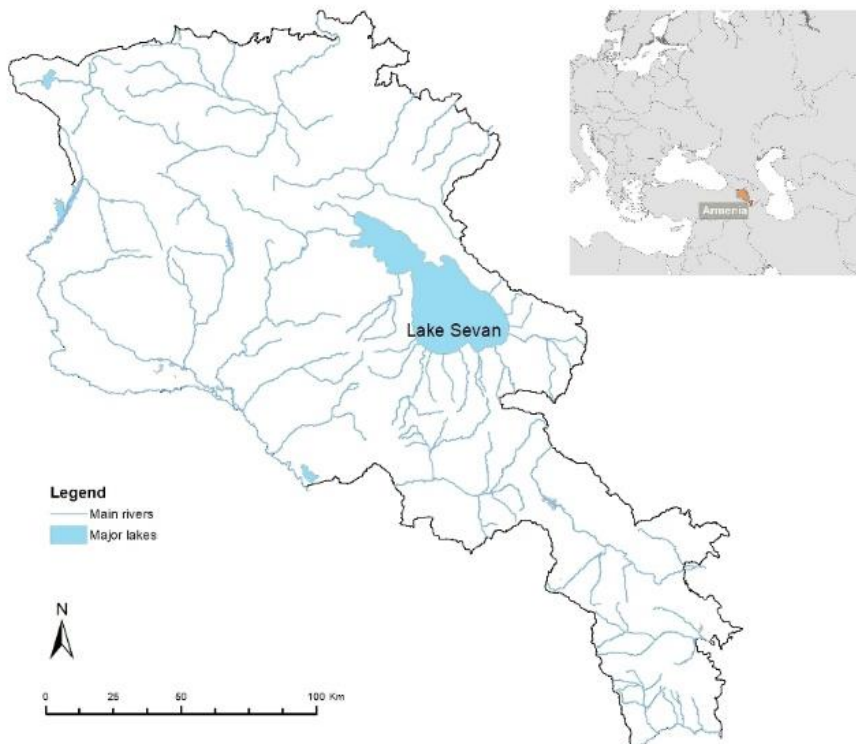 Armenia
Lake Sevan
Legend
Main rivers
Major lakes
N
0 25 50 100 Km